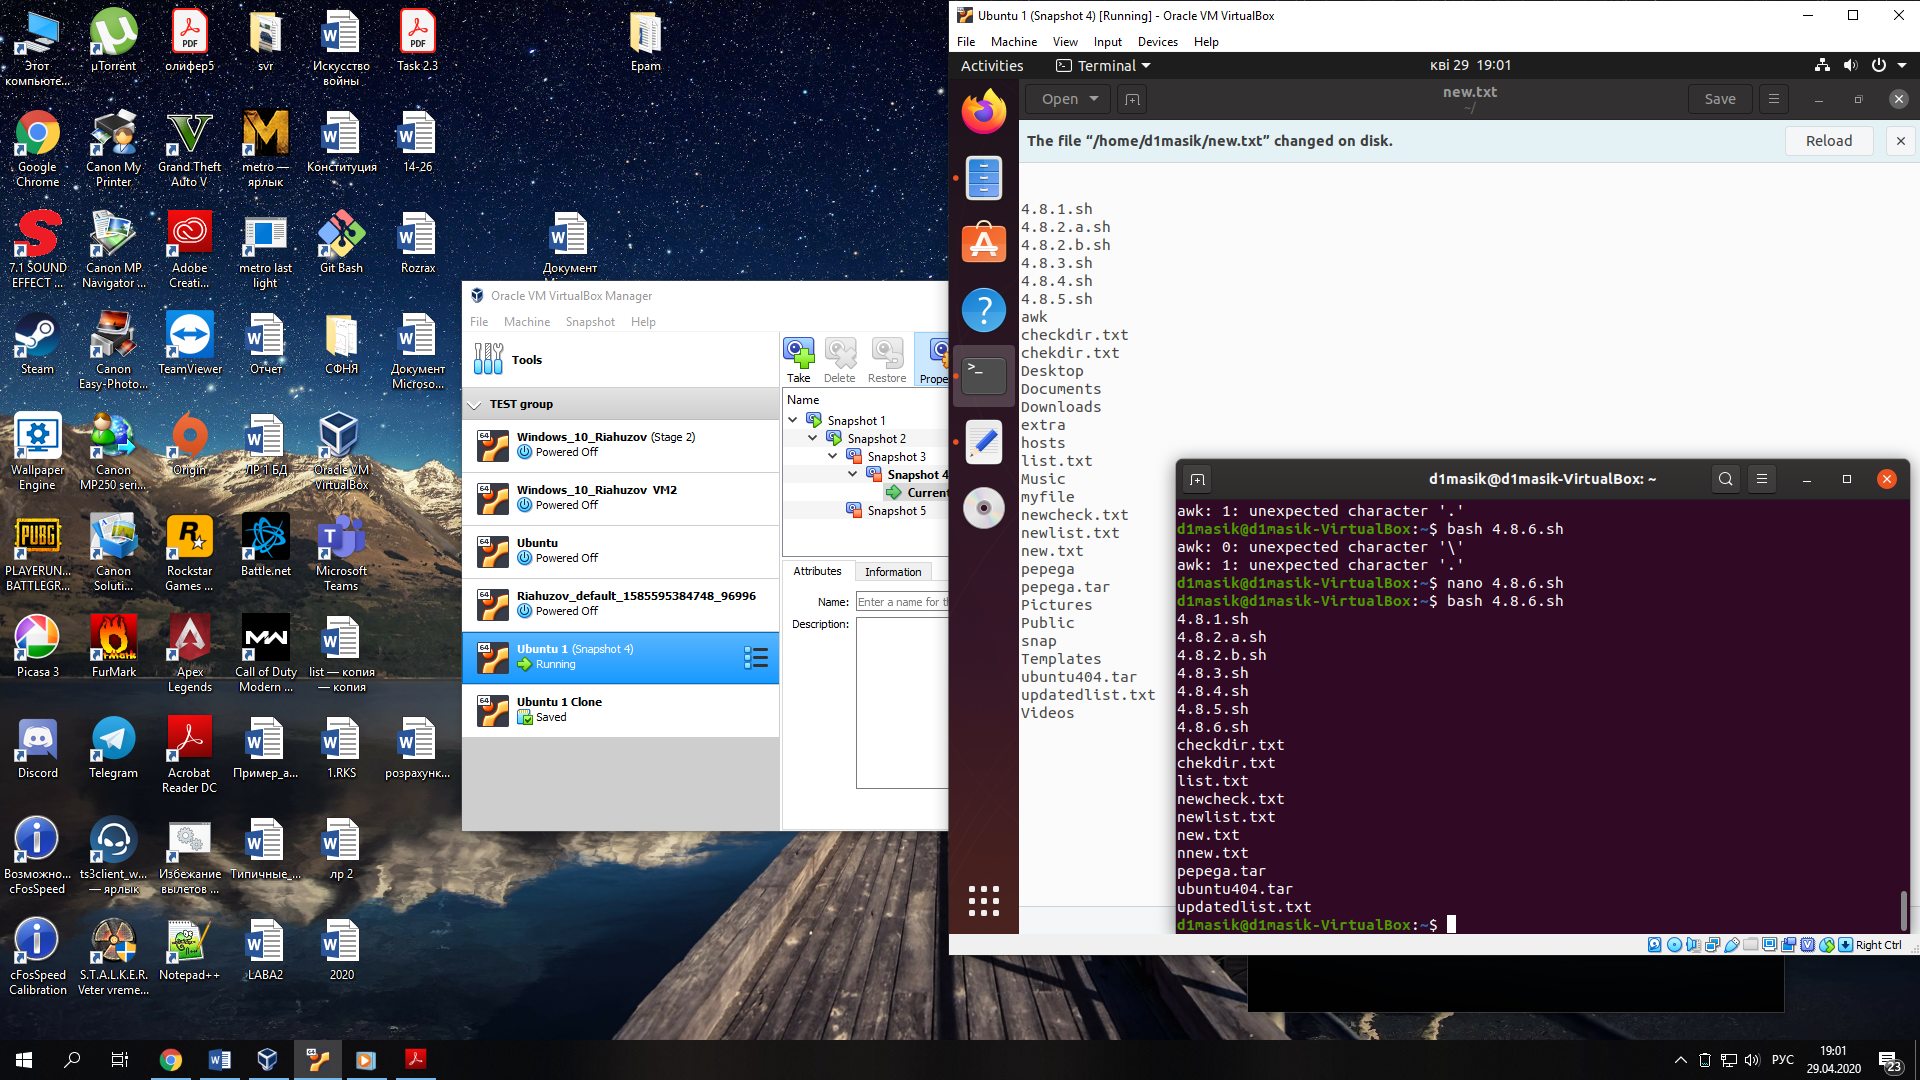 Этот компьюте...
µTorrent
олифер5
svr
Искусство войны
Task 2.3
Epam
Google Chrome
Canon My Printer
Grand Theft Auto V
metro — ярлык
Конституция
14-26
7.1 SOUND EFFECT ...
Canon MP Navigator ...
Adobe Creati...
metro last light
Git Bash
Rozrax
Документ
Steam
Canon Easy-Photo...
TeamViewer
Отчет
СФНЯ
Документ Microso...
Wallpaper Engine
Canon MP250 seri...
Origin
ЛР 1 БД
Oracle VM VirtualBox
PLAYERUN... BATTLEGR...
Canon Soluti...
Rockstar Games ...
Battle.net
Microsoft Teams
Picasa 3
FurMark
Apex Legends
Call of Duty Modern ...
list — копия — копия
Discord
Telegram
Acrobat Reader DC
Пример_а...
1.RKS
розрахунк...
Возможно... cFosSpeed
ts3client_w... — ярлык
Избежание вылетов ...
Типичные_...
лр 2
cFosSpeed Calibration
S.T.A.L.K.E.R. Veter vreme...
Notepad++
LABA2
2020
Oracle VM VirtualBox Manager
File Machine Snapshot Help
Tools
Take Delete Restore Prope
TEST group
Windows_10_Riahuzov (Stage 2)
Powered Off
Windows_10_Riahuzov VM2
Powered Off
Ubuntu
Powered Off
Riahuzov_default_1585595384748_96996
Powered Off
Ubuntu 1 (Snapshot 4)
Running
Ubuntu 1 Clone
Saved
Name
Snapshot 1
Snapshot 2
Snapshot 3
Snapshot 4
Current
Snapshot 5
Attributes Information
Name: Enter a name for th
Description:
Ubuntu 1 (Snapshot 4) [Running] - Oracle VM VirtualBox
File Machine View Input Devices Help
Activities Terminal кві 29 19:01
Open new.txt Save
~/
The file “/home/d1masik/new.txt” changed on disk. Reload
4.8.1.sh
4.8.2.a.sh
4.8.2.b.sh
4.8.3.sh
4.8.4.sh
4.8.5.sh
awk
checkdir.txt
chekdir.txt
Desktop
Documents
Downloads
extra
hosts
list.txt
Music
myfile
newcheck.txt
newlist.txt
new.txt
pepega
pepega.tar
Pictures
Public
snap
Templates
ubuntu404.tar
updatedlist.txt
Videos
d1masik@d1masik-VirtualBox: ~
awk: 1: unexpected character '.'
d1masik@d1masik-VirtualBox:~$ bash 4.8.6.sh
awk: 0: unexpected character '\'
awk: 1: unexpected character '.'
d1masik@d1masik-VirtualBox:~$ nano 4.8.6.sh
d1masik@d1masik-VirtualBox:~$ bash 4.8.6.sh
4.8.1.sh
4.8.2.a.sh
4.8.2.b.sh
4.8.3.sh
4.8.4.sh
4.8.5.sh
4.8.6.sh
checkdir.txt
chekdir.txt
list.txt
newcheck.txt
newlist.txt
new.txt
nnew.txt
pepega.tar
ubuntu404.tar
updatedlist.txt
d1masik@d1masik-VirtualBox:~$
Right Ctrl
РУС
19:01
29.04.2020
23